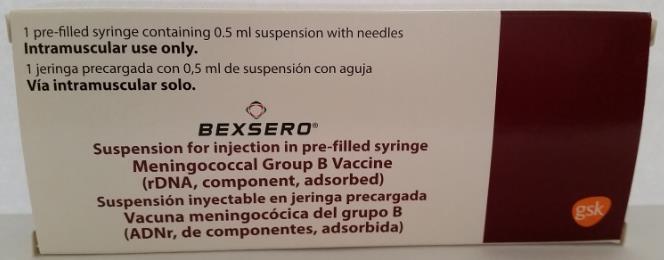 1 pre-filled syringe containing 0.5 ml suspension with needles
Intramuscular use only.
1 jeringa precargada con 0,5 ml de suspensión con aguja
Vía intramuscular solo.
BEXSERO®
Suspension for injection in pre-filled syringe
Meningococcal Group B Vaccine
(rDNA, component, adsorbed)
Suspensión inyectable en jeringa precargada
Vacuna meningocócica del grupo B
(ADNr, de componentes, adsorbida)
gsk